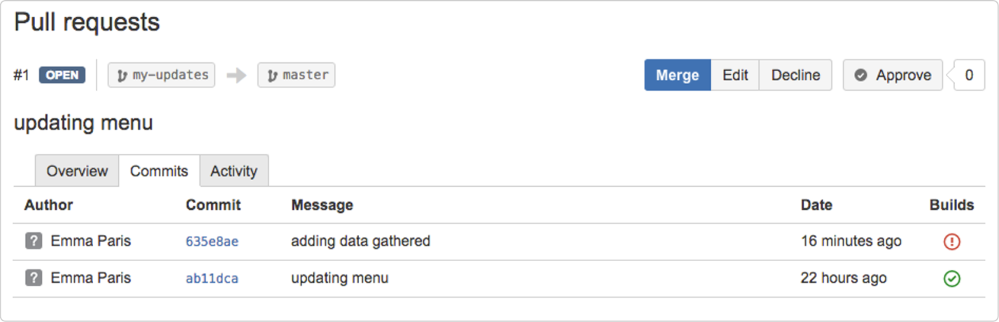 Pull requests
#1 OPEN my-updates master Merge Edit Decline Approve 0
updating menu
Overview Commits Activity
Author Commit Message Date Builds
? Emma Paris 635e8ae adding data gathered 16 minutes ago !
? Emma Paris ab11dca updating menu 22 hours ago